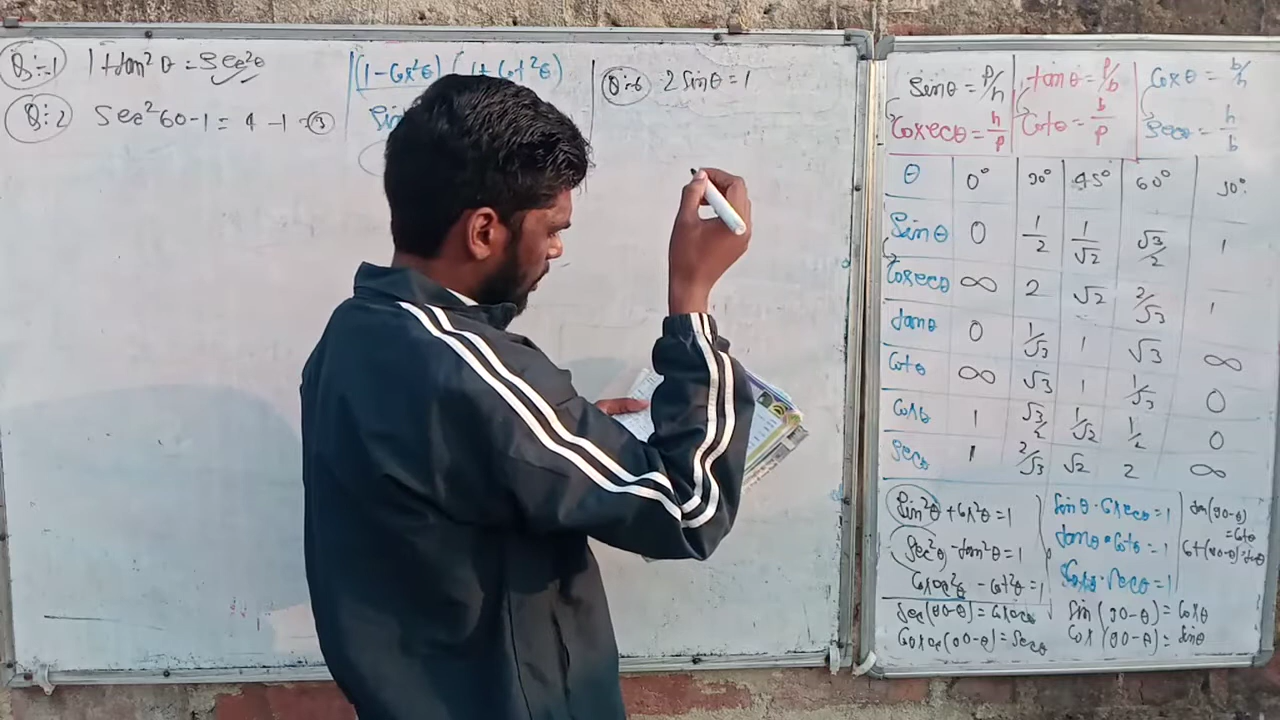 Q:-1 1+tan²θ = sec²θ
Q:-2 sec²60-1 = 4-1 = 3
(1-cos²θ) (1+cot²θ)
Sin
Q:-6 2 sinθ = 1
Sinθ = p/h
Cosecθ = h/p
tanθ = p/b
Cotθ = b/p
Cosθ = b/h
Secθ = h/b
θ 0° 30° 45° 60° 90°
Sinθ 0 1/2 1/√2 √3/2 1
Cosecθ ∞ 2 √2 2/√3 1
tanθ 0 1/√3 1 √3 ∞
Cotθ ∞ √3 1 1/√3 0
Cosθ 1 √3/2 1/√2 1/2 0
Secθ 1 2/√3 √2 2 ∞
Sin²θ + Cos²θ = 1
Sec²θ - tan²θ = 1
Cosec²θ - cot²θ = 1
Sec(90-θ) = Cosecθ
Cosec(90-θ) = Secθ
Sinθ · Cosecθ = 1
tanθ · Cotθ = 1
Cosθ · Secθ = 1
Sin(90-θ) = Cosθ
Cos(90-θ) = Sinθ
tan(90-θ)
= Cotθ
Cot(90-θ) = tanθ